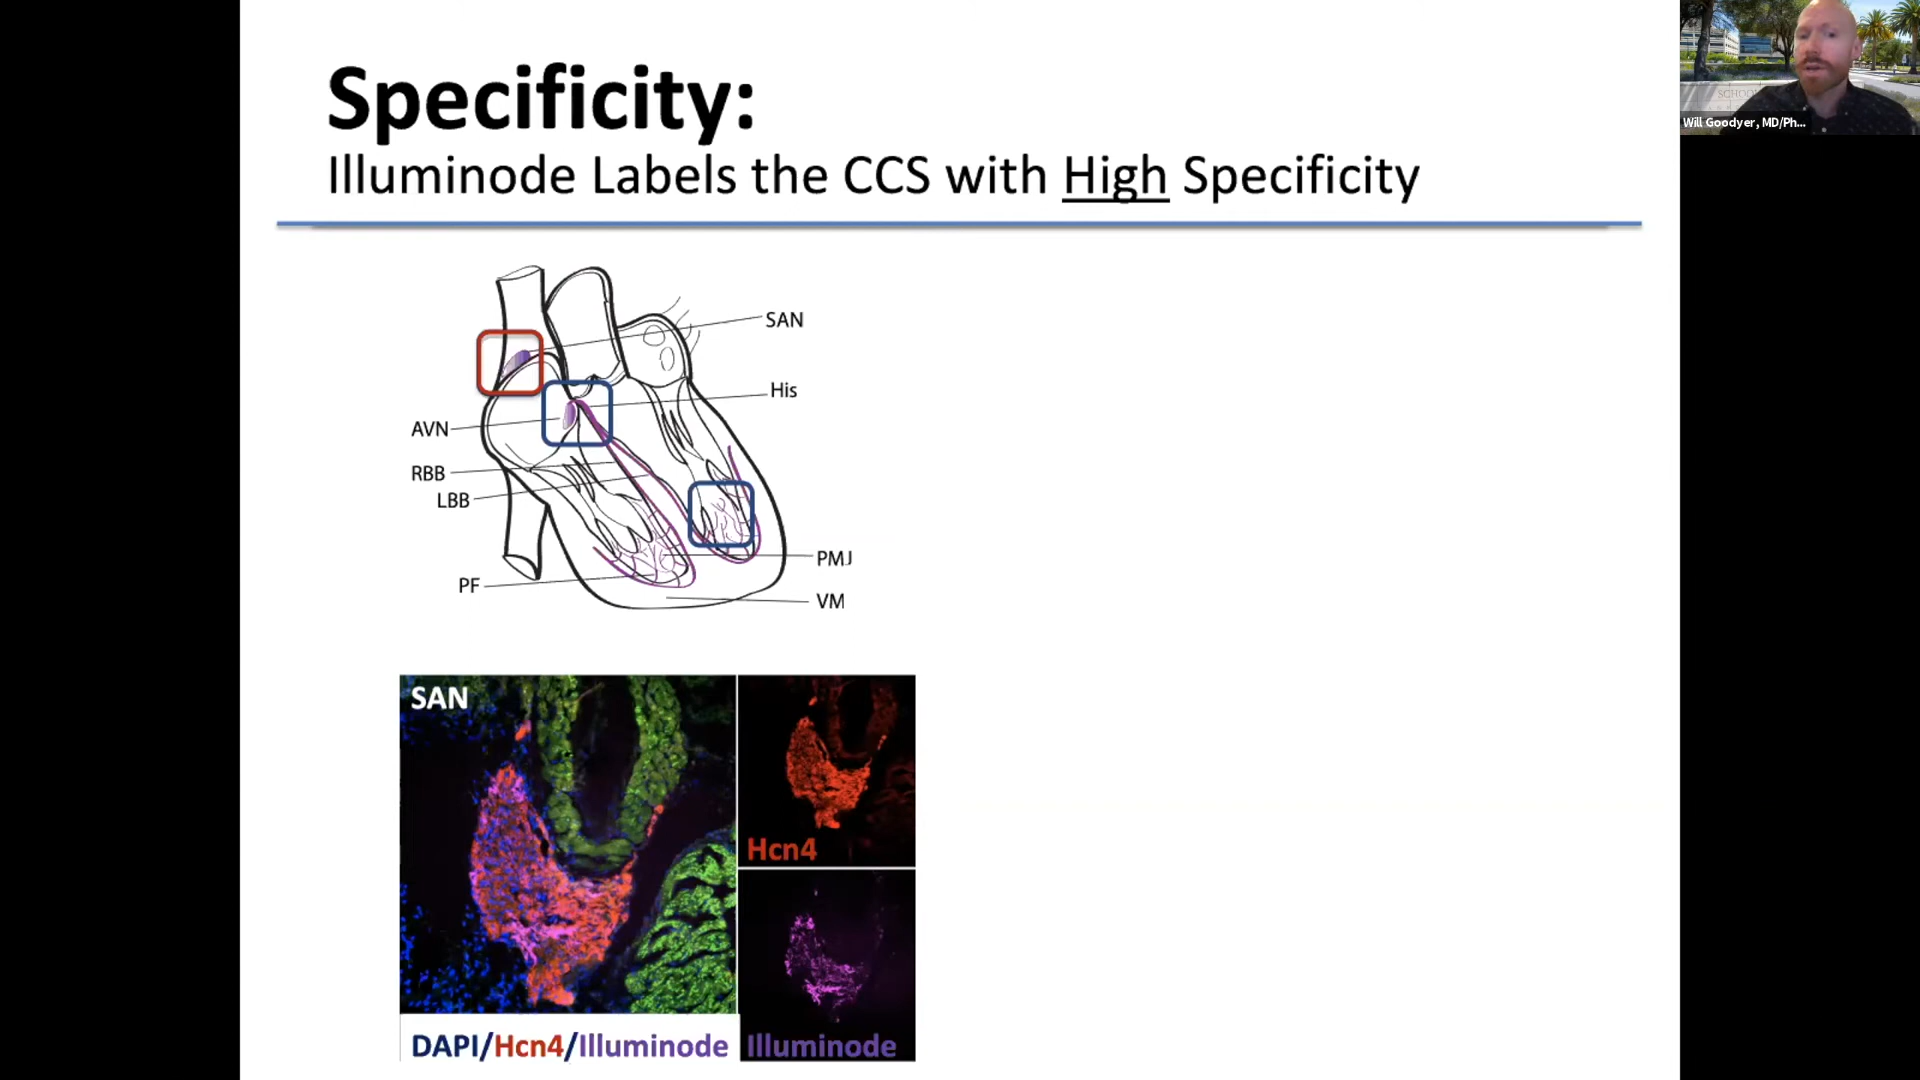 Specificity:
Illuminode Labels the CCS with High Specificity
Will Goodyer, MD/Ph...
SAN
His
AVN
RBB
LBB
PMJ
PF
VM
SAN
Hcn4
DAPI/Hcn4/Illuminode
Illuminode